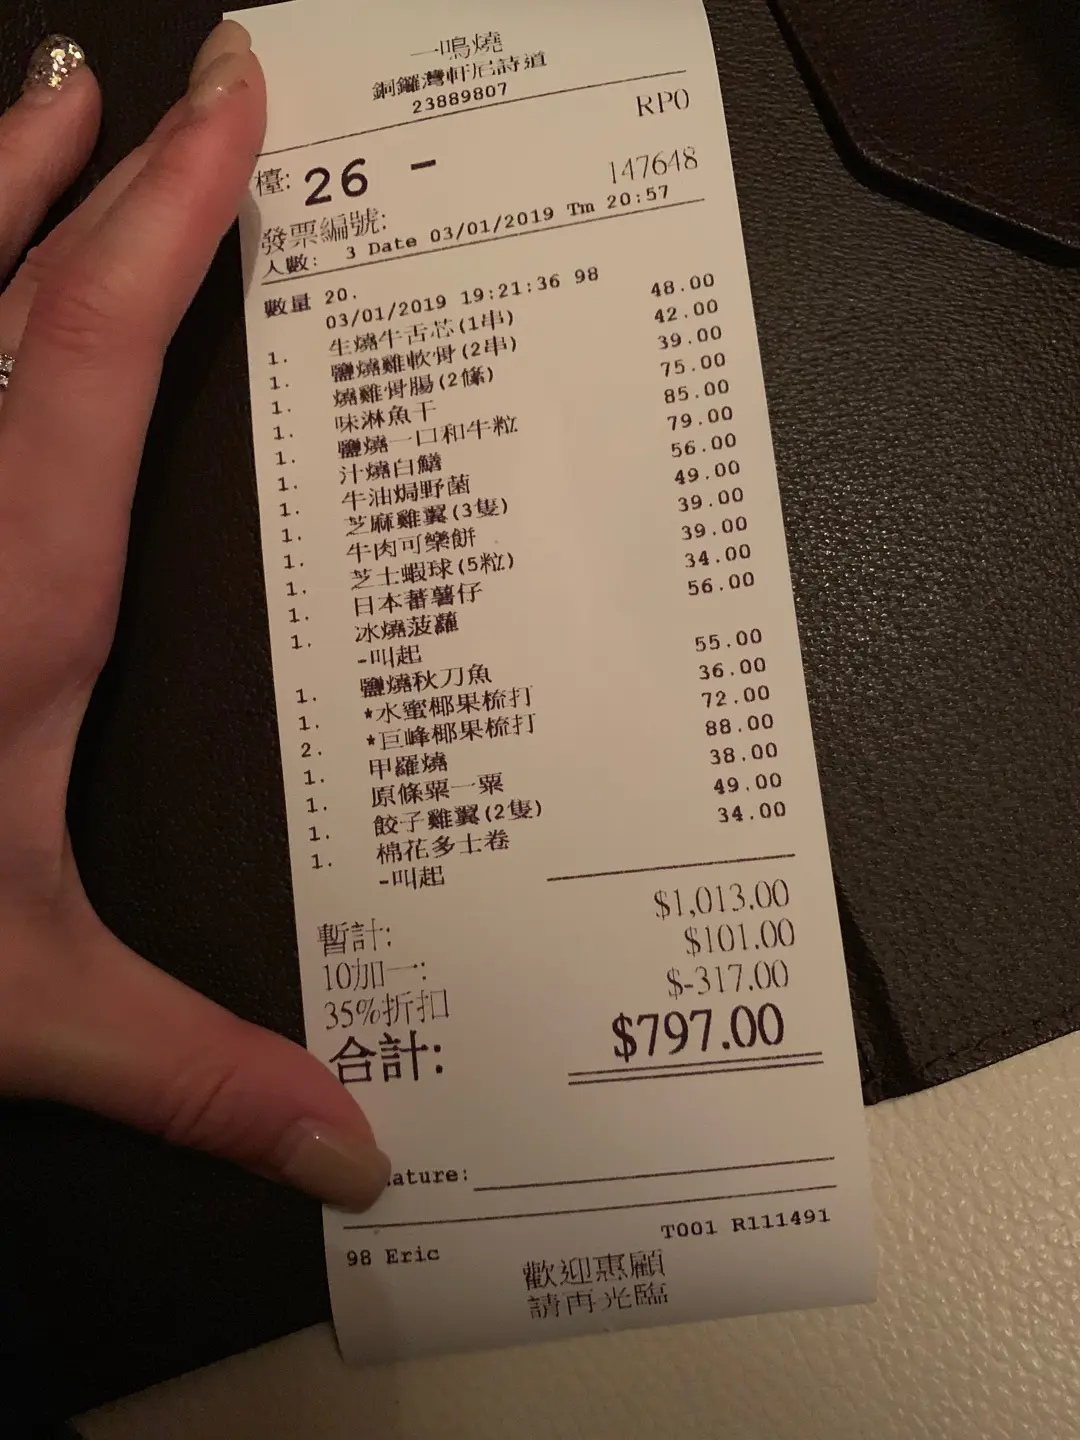 一鳴燒
銅鑼灣軒尼詩道
23889807
RP0
檯: 26 -
發票編號: 147648
人數: 3 Date 03/01/2019 Tm 20:57
數量 20.
03/01/2019 19:21:36 98
1. 生燒牛舌芯(1串) 48.00
1. 鹽燒雞軟骨(2串) 42.00
1. 燒雞骨腸(2條) 39.00
1. 味淋魚干 75.00
1. 鹽燒一口和牛粒 85.00
1. 汁燒白鱔 79.00
1. 牛油焗野菌 56.00
1. 芝麻雞翼(3隻) 49.00
1. 牛肉可樂餅 39.00
1. 芝士蝦球(5粒) 39.00
1. 日本蕃薯仔 34.00
1. 冰燒菠蘿 56.00
-叫起
1. 鹽燒秋刀魚 55.00
1. *水蜜椰果梳打 36.00
2. *巨峰椰果梳打 72.00
1. 甲羅燒 88.00
1. 原條粟一粟 38.00
1. 餃子雞翼(2隻) 49.00
1. 棉花多士卷 34.00
-叫起
暫計: $1,013.00
10加一: $101.00
35%折扣 $-317.00
合計: $797.00
ature:
98 Eric T001 R111491
歡迎惠顧
請再光臨